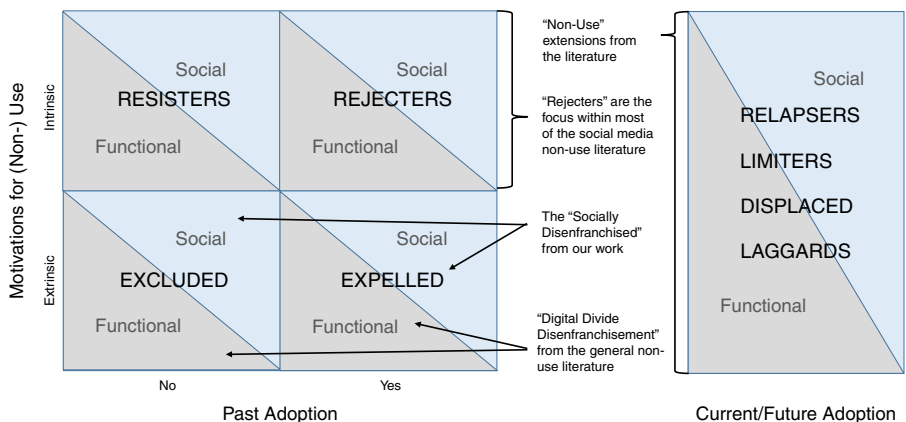 Motivations for (Non-) Use
Intrinsic
Extrinsic
Social
RESISTERS
Functional
Social
REJECTERS
Functional
Social
EXCLUDED
Functional
Social
EXPELLED
Functional
No
Yes
Past Adoption
“Non-Use”
extensions from
the literature
“Rejecters” are the
focus within most
of the social media
non-use literature
The “Socially
Disenfranchised”
from our work
“Digital Divide
Disenfranchisement”
from the general non-
use literature
Social
RELAPSERS
LIMITERS
DISPLACED
LAGGARDS
Functional
Current/Future Adoption